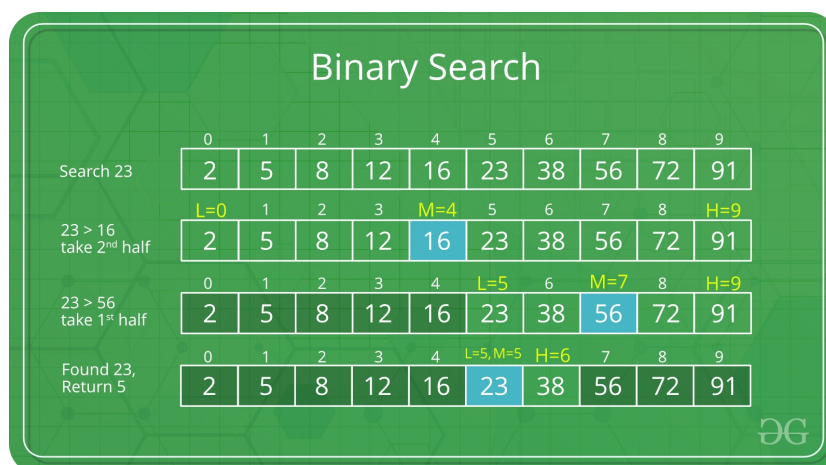 Binary Search
0 1 2 3 4 5 6 7 8 9
Search 23 2 5 8 12 16 23 38 56 72 91
L=0 1 2 3 M=4 5 6 7 8 H=9
23 > 16
take 2nd half 2 5 8 12 16 23 38 56 72 91
0 1 2 3 4 L=5 6 M=7 8 H=9
23 > 56
take 1st half 2 5 8 12 16 23 38 56 72 91
0 1 2 3 4 L=5, M=5 H=6 7 8 9
Found 23,
Return 5 2 5 8 12 16 23 38 56 72 91
GG